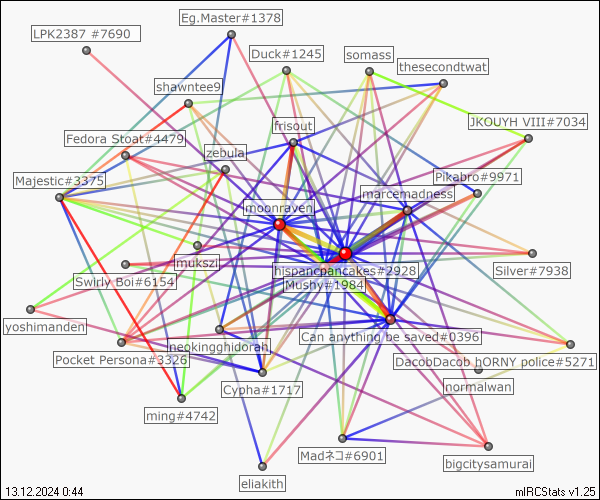 Eg.Master#1378
LPK2387 #7690
Duck#1245
somass
thesecondtwat
shawntee9
JKOUYH VIII#7034
frisout
Fedora Stoat#4479
zebula
Majestic#3375
Pikabro#9971
marcemadness
moonraven
mukszi
hispancpancakes#2928
Silver#7938
Swirly Boi#6154
Mushy#1984
yoshimanden
Can anything be saved#0396
neckingghidorah
Pocket Persona#3326
DacobDacob hORNY police#5271
Cypha#1717
normalwan
ming#4742
Madネコ#6901
bigcitysamurai
eliakith
13.12.2024 0:44
mIRCStats v1.25